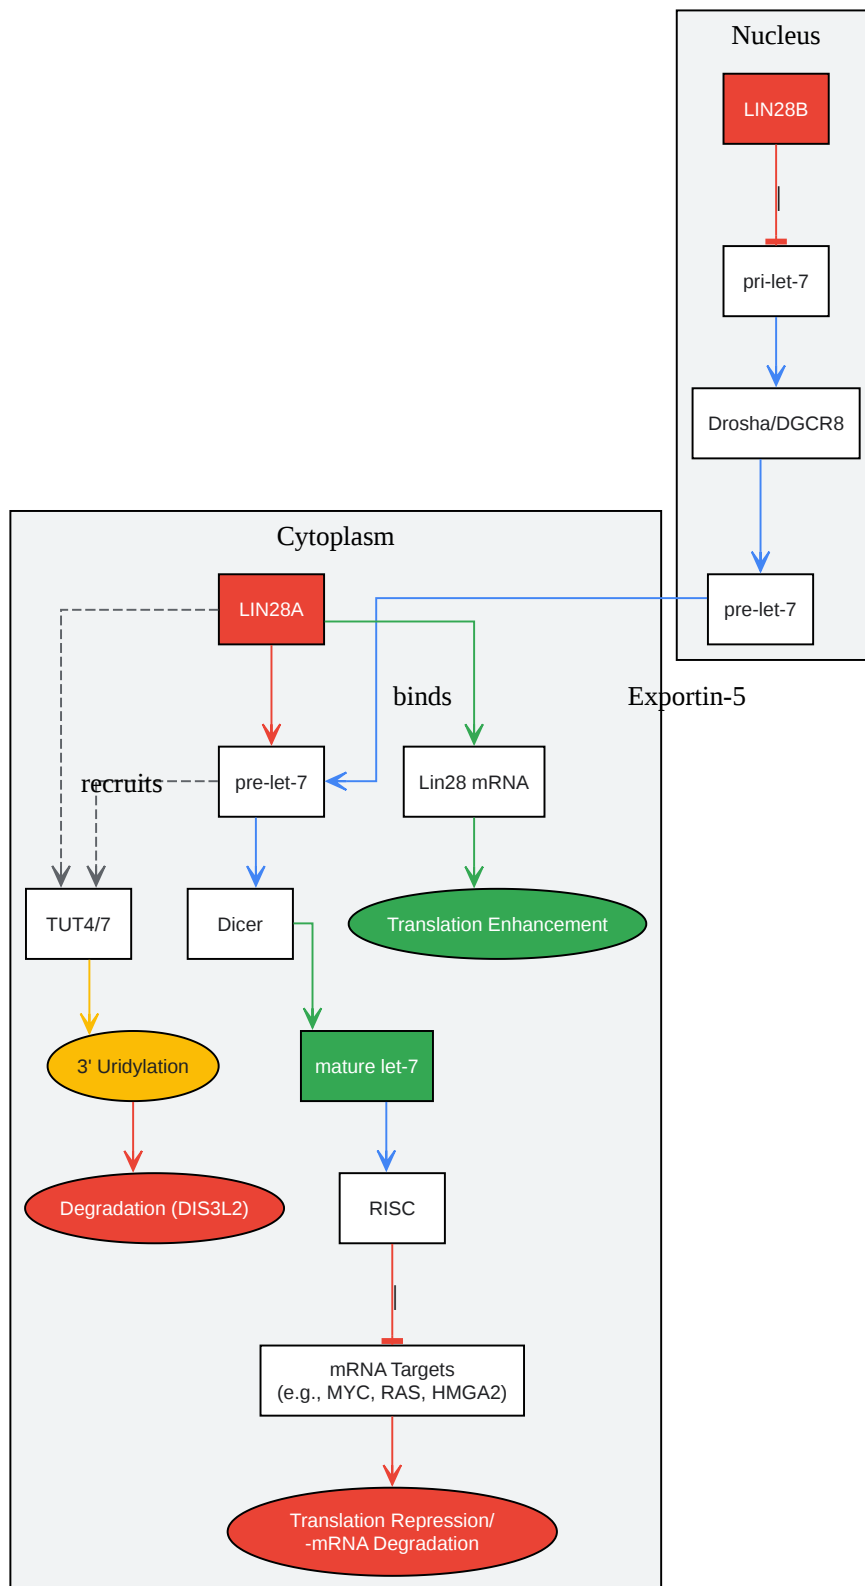 Nucleus
LIN28B
|
pri-let-7
Drosha/DGCR8
pre-let-7
Exportin-5
Cytoplasm
LIN28A
binds
recruits
pre-let-7
Lin28 mRNA
TUT4/7
Dicer
Translation Enhancement
3' Uridylation
mature let-7
Degradation (DIS3L2)
RISC
|
mRNA Targets
(e.g., MYC, RAS, HMGA2)
Translation Repression/
-mRNA Degradation